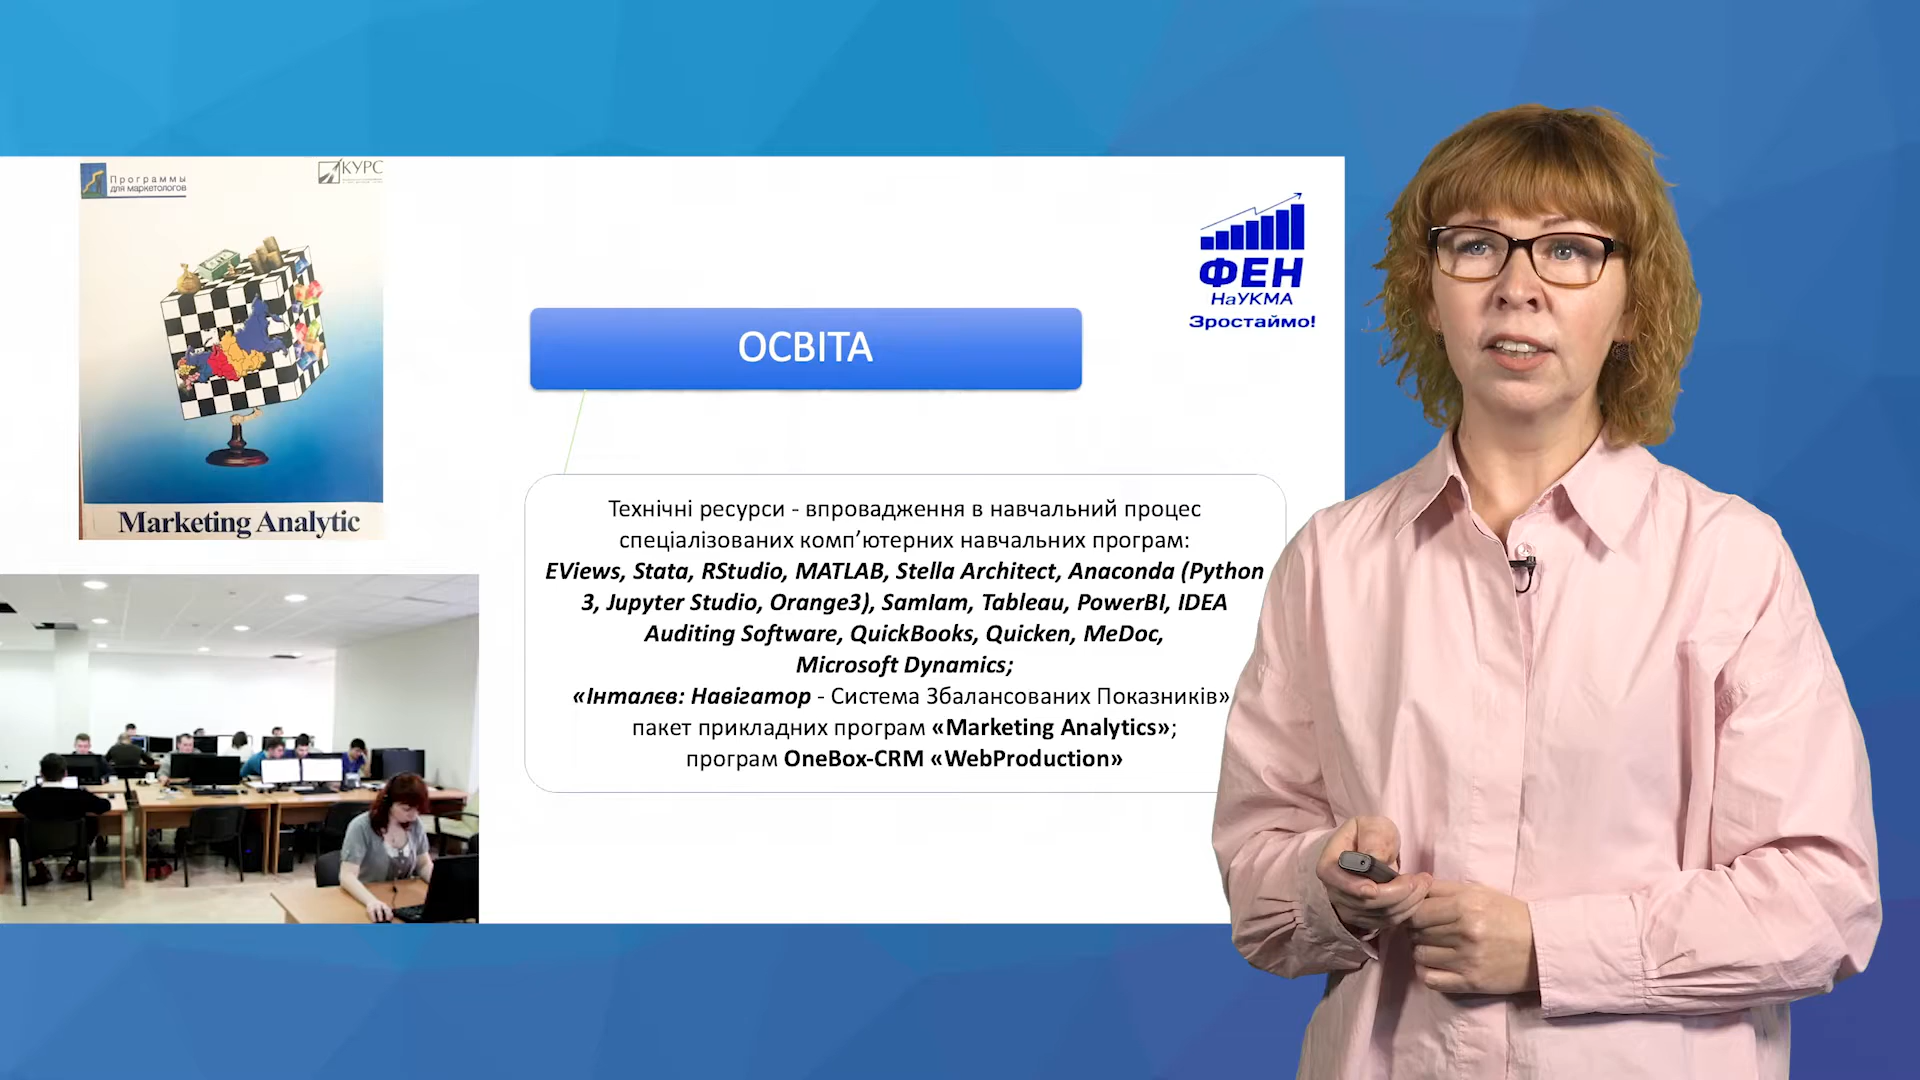 Программы
для маркетологов
КУРС
Marketing Analytic
ФЕН
НаУКМА
Зростаймо!
ОСВІТА
Технічні ресурси - впровадження в навчальний процес
спеціалізованих комп’ютерних навчальних програм:
EViews, Stata, RStudio, MATLAB, Stella Architect, Anaconda (Python
3, Jupyter Studio, Orange3), SamIam, Tableau, PowerBI, IDEA
Auditing Software, QuickBooks, Quicken, MeDoc,
Microsoft Dynamics;
«Інталєв: Навігатор - Система Збалансованих Показників»
пакет прикладних програм «Marketing Analytics»;
програм OneBox-CRM «WebProduction»